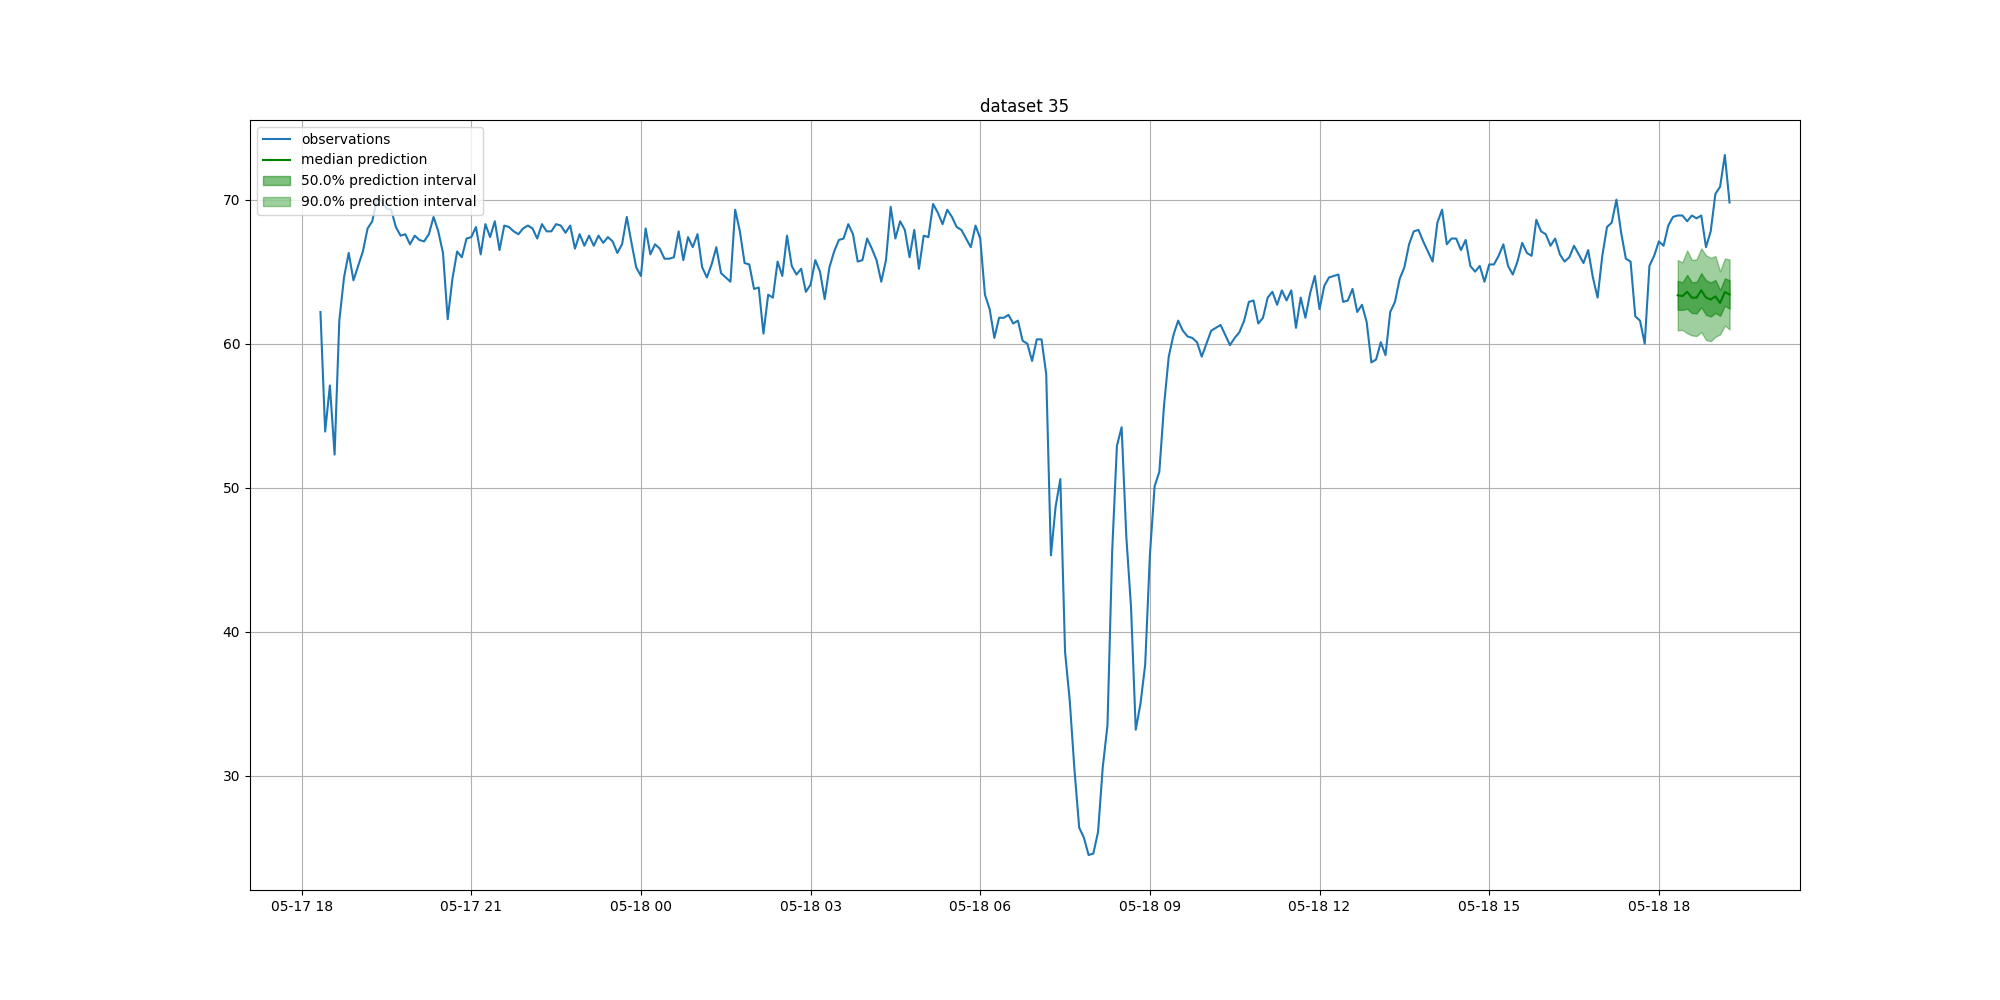 dataset 35
observations
median prediction
50.0% prediction interval
90.0% prediction interval
70
60
50
40
30
05-17 18
05-17 21
05-18 00
05-18 03
05-18 06
05-18 09
05-18 12
05-18 15
05-18 18